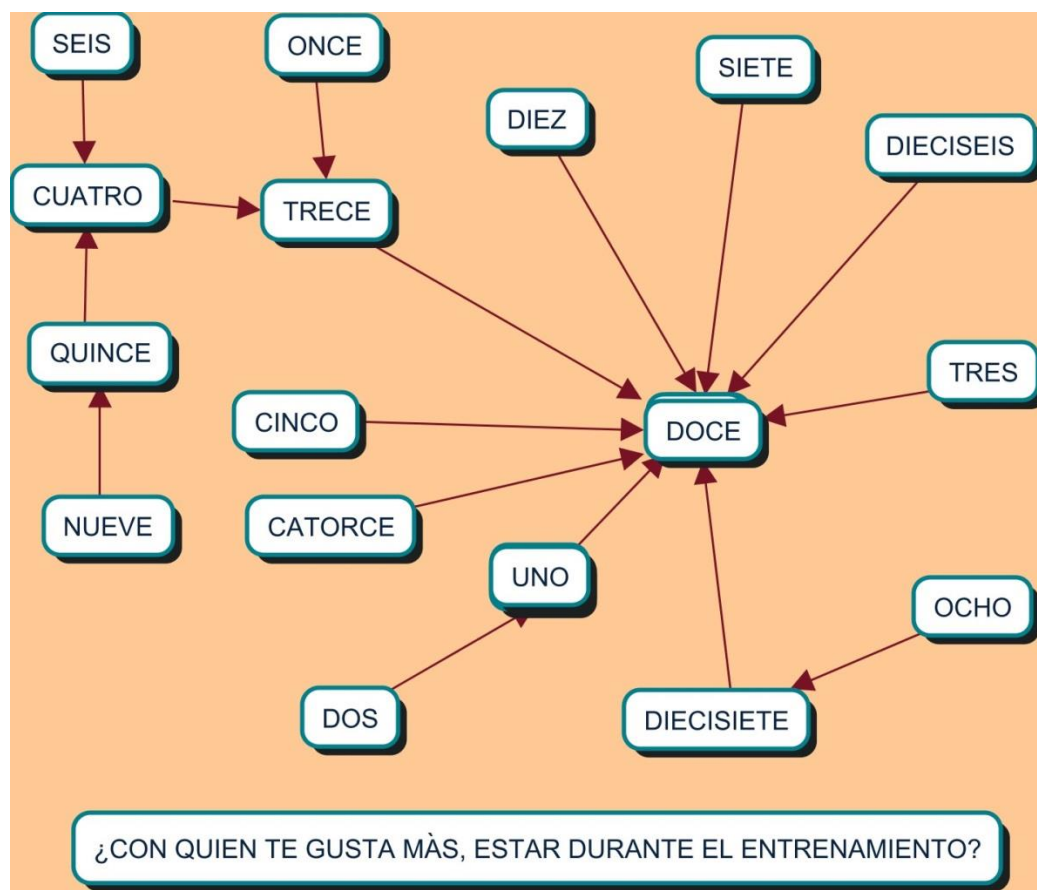 SEIS
ONCE
SIETE
DIEZ
DIECISEIS
CUATRO
TRECE
QUINCE
TRES
CINCO
DOCE
NUEVE
CATORCE
UNO
OCHO
DOS
DIECISIETE
¿CON QUIEN TE GUSTA MÀS, ESTAR DURANTE EL ENTRENAMIENTO?